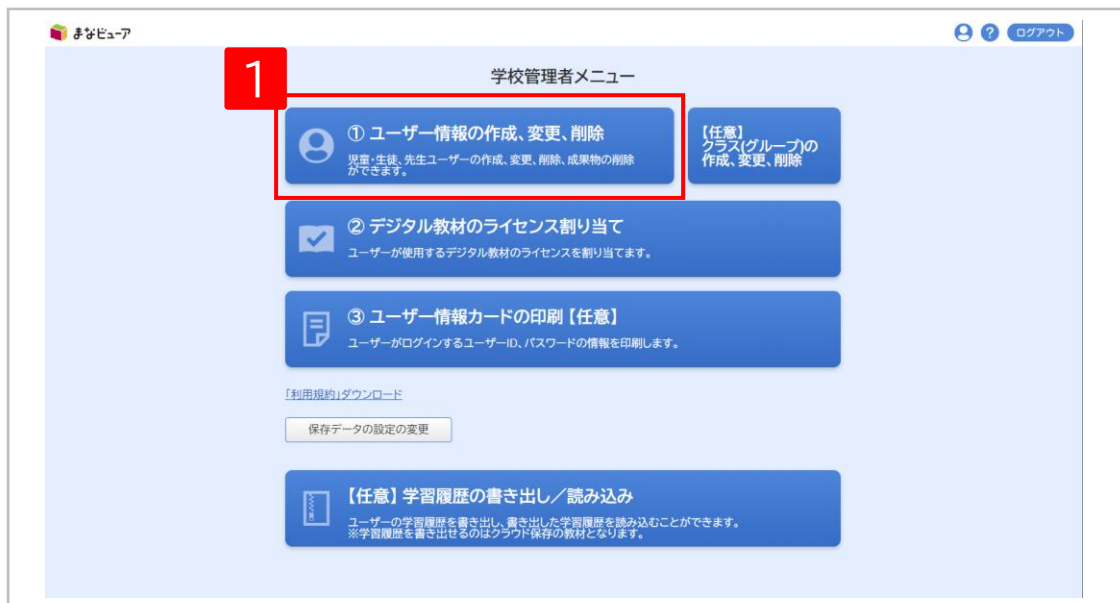 まなビューア
ログアウト
学校管理者メニュー
1
① ユーザー情報の作成、変更、削除
児童・生徒、先生ユーザーの作成、変更、削除、成果物の削除
ができます。
【任意】
クラス(グループ)の
作成、変更、削除
② デジタル教材のライセンス割り当て
ユーザーが使用するデジタル教材のライセンスを割り当てます。
③ ユーザー情報カードの印刷【任意】
ユーザーがログインするユーザーID、パスワードの情報を印刷します。
「利用規約」ダウンロード
保存データの設定の変更
【任意】学習履歴の書き出し／読み込み
ユーザーの学習履歴を書き出し、書き出した学習履歴を読み込むことができます。
※学習履歴を書き出せるのはクラウド保存の教材となります。